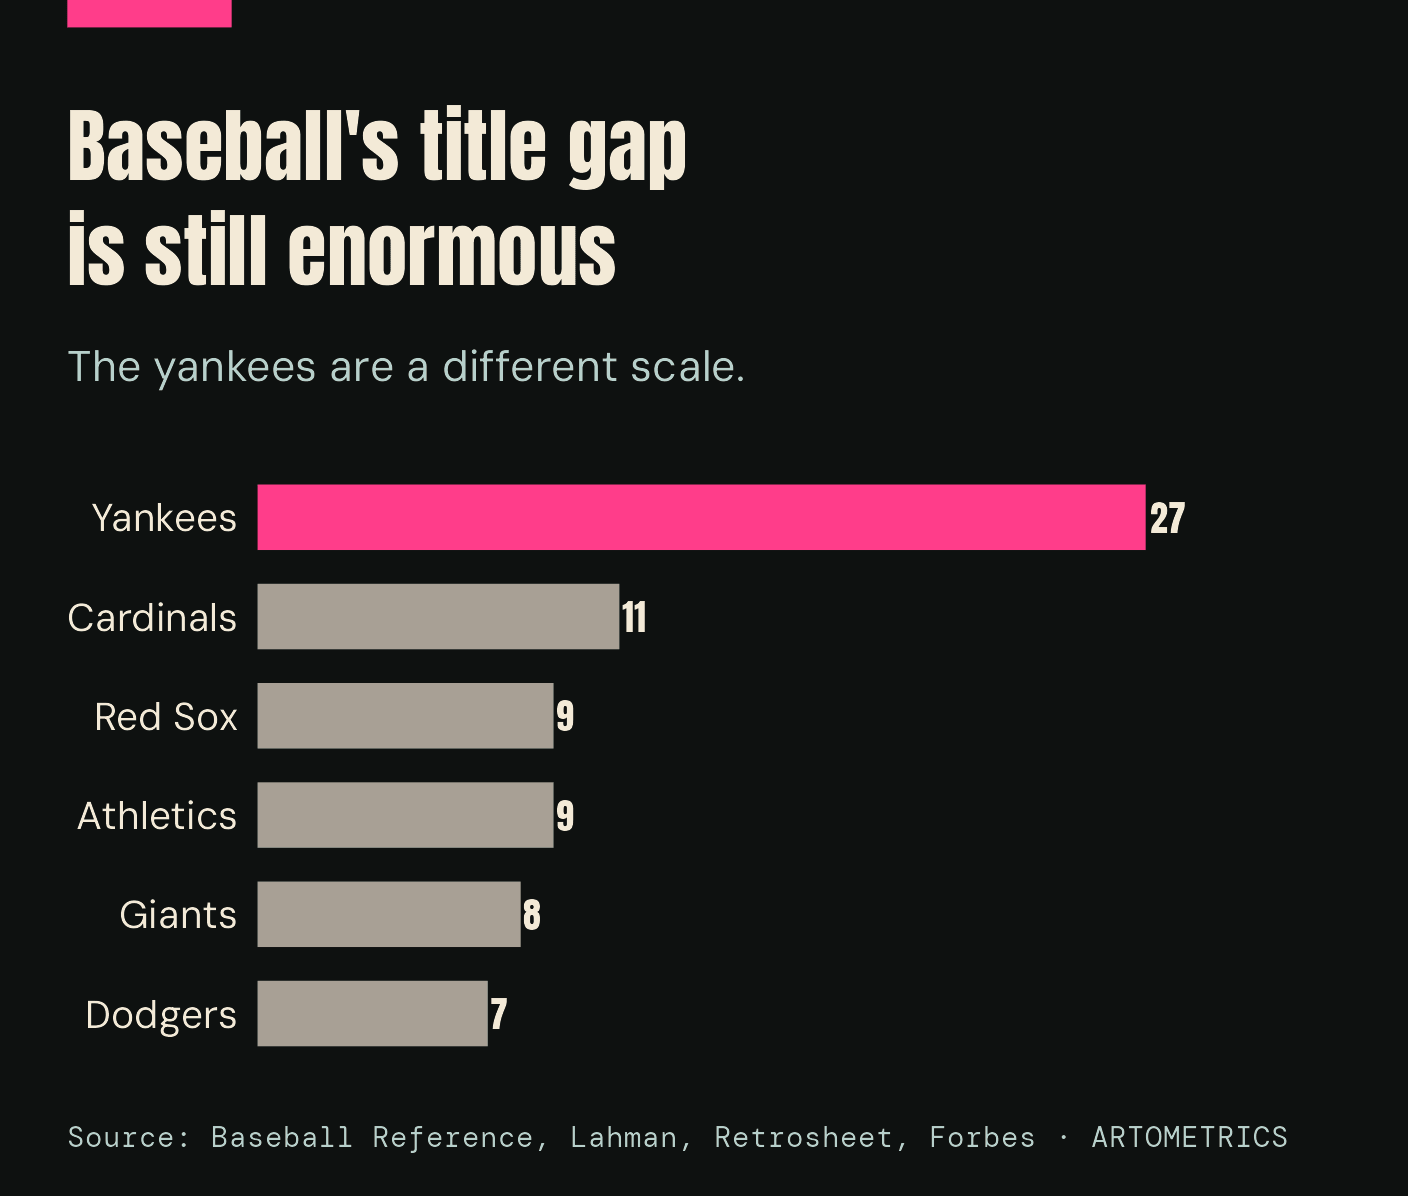 Baseball's title gap
is still enormous
The yankees are a different scale.
Yankees 27
Cardinals 11
Red Sox 9
Athletics 9
Giants 8
Dodgers 7
Source: Baseball Reference, Lahman, Retrosheet, Forbes · ARTOMETRICS